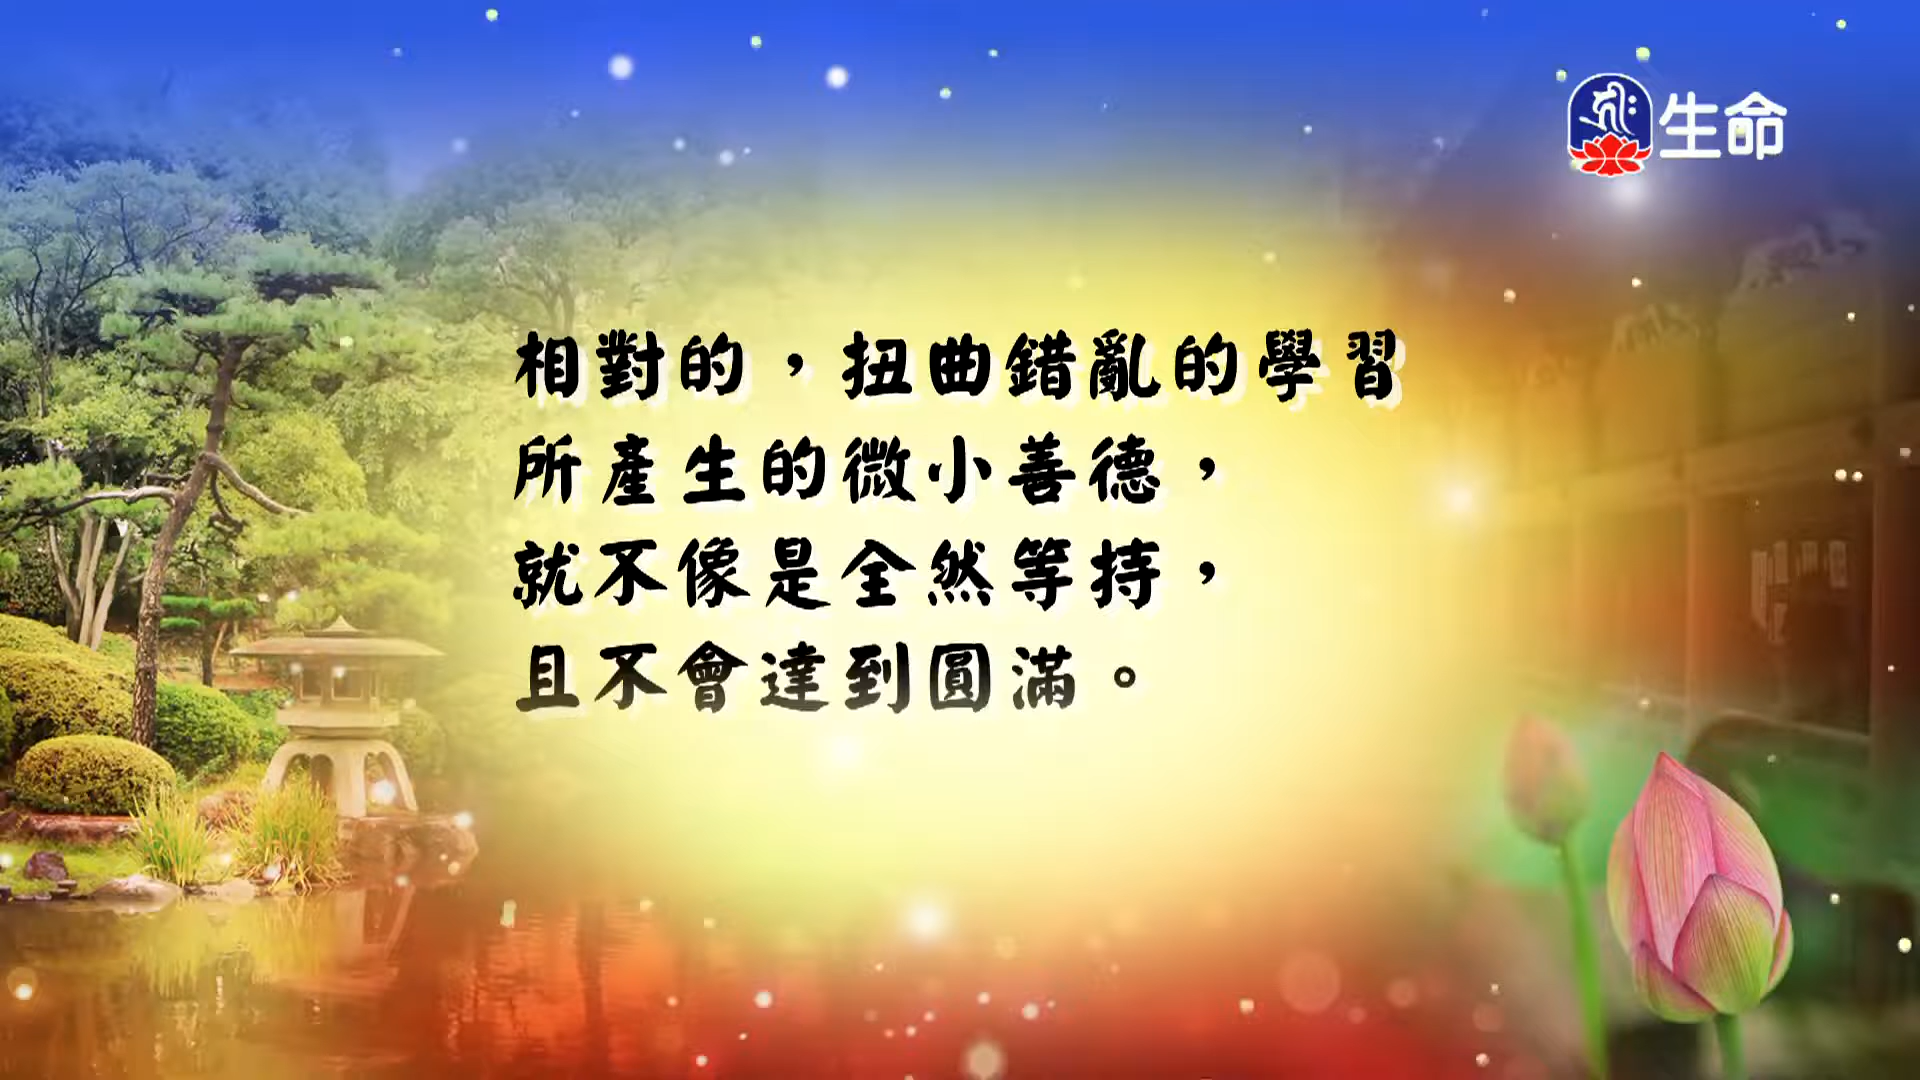 生命
相對的，扭曲錯亂的學習
所產生的微小善德，
就不像是全然等持，
且不會達到圓滿。